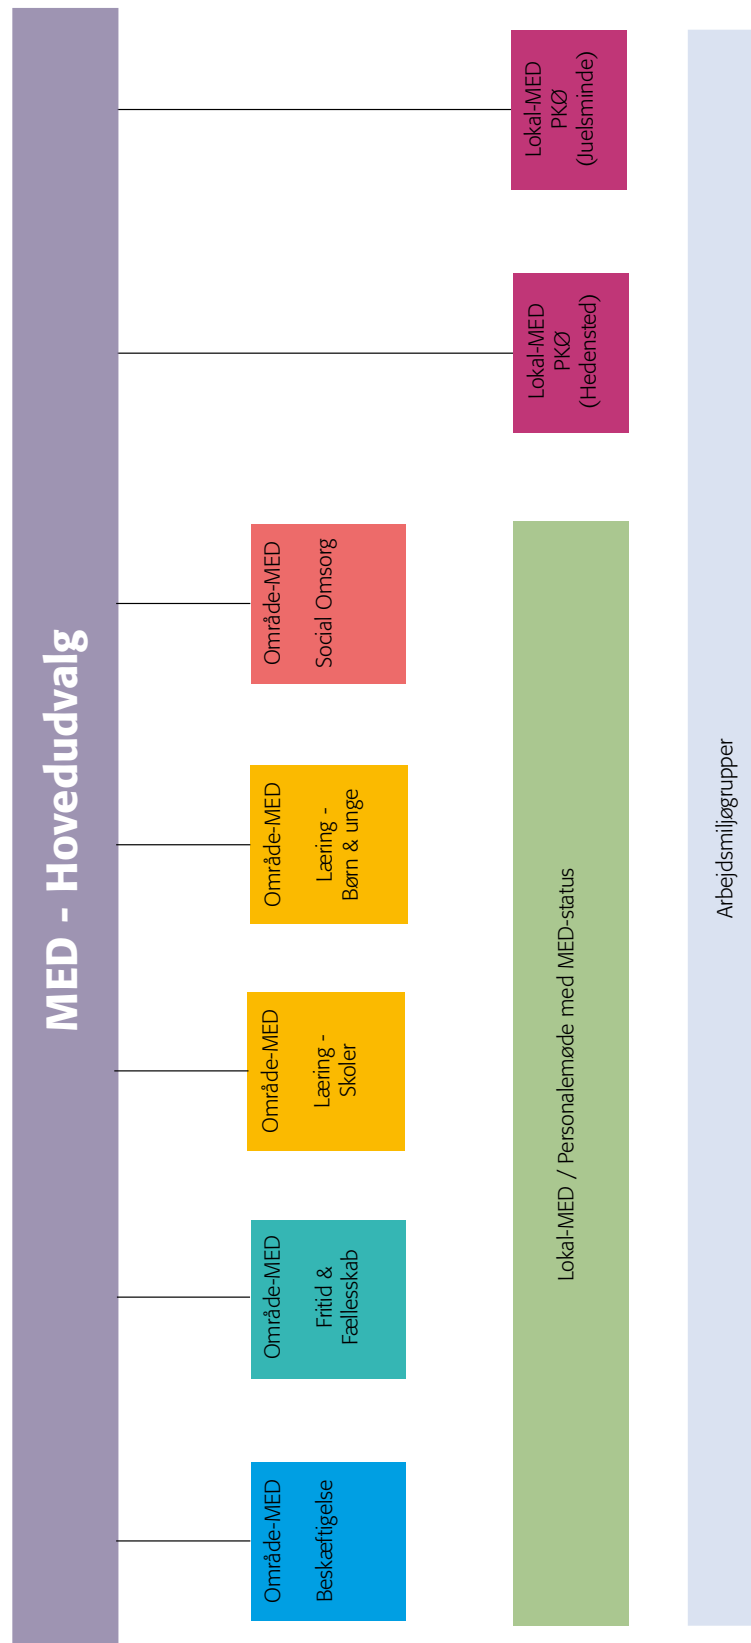 MED - Hovedudvalg
Område-MED
Beskæftigelse
Område-MED
Fritid &
Fællesskab
Område-MED
Læring -
Skoler
Område-MED
Læring -
Børn & unge
Område-MED
Social Omsorg
Lokal-MED / Personalemøde med MED-status
Lokal-MED
PKØ
(Hedensted)
Lokal-MED
PKØ
(Juelsminde)
Arbejdsmiljøgrupper